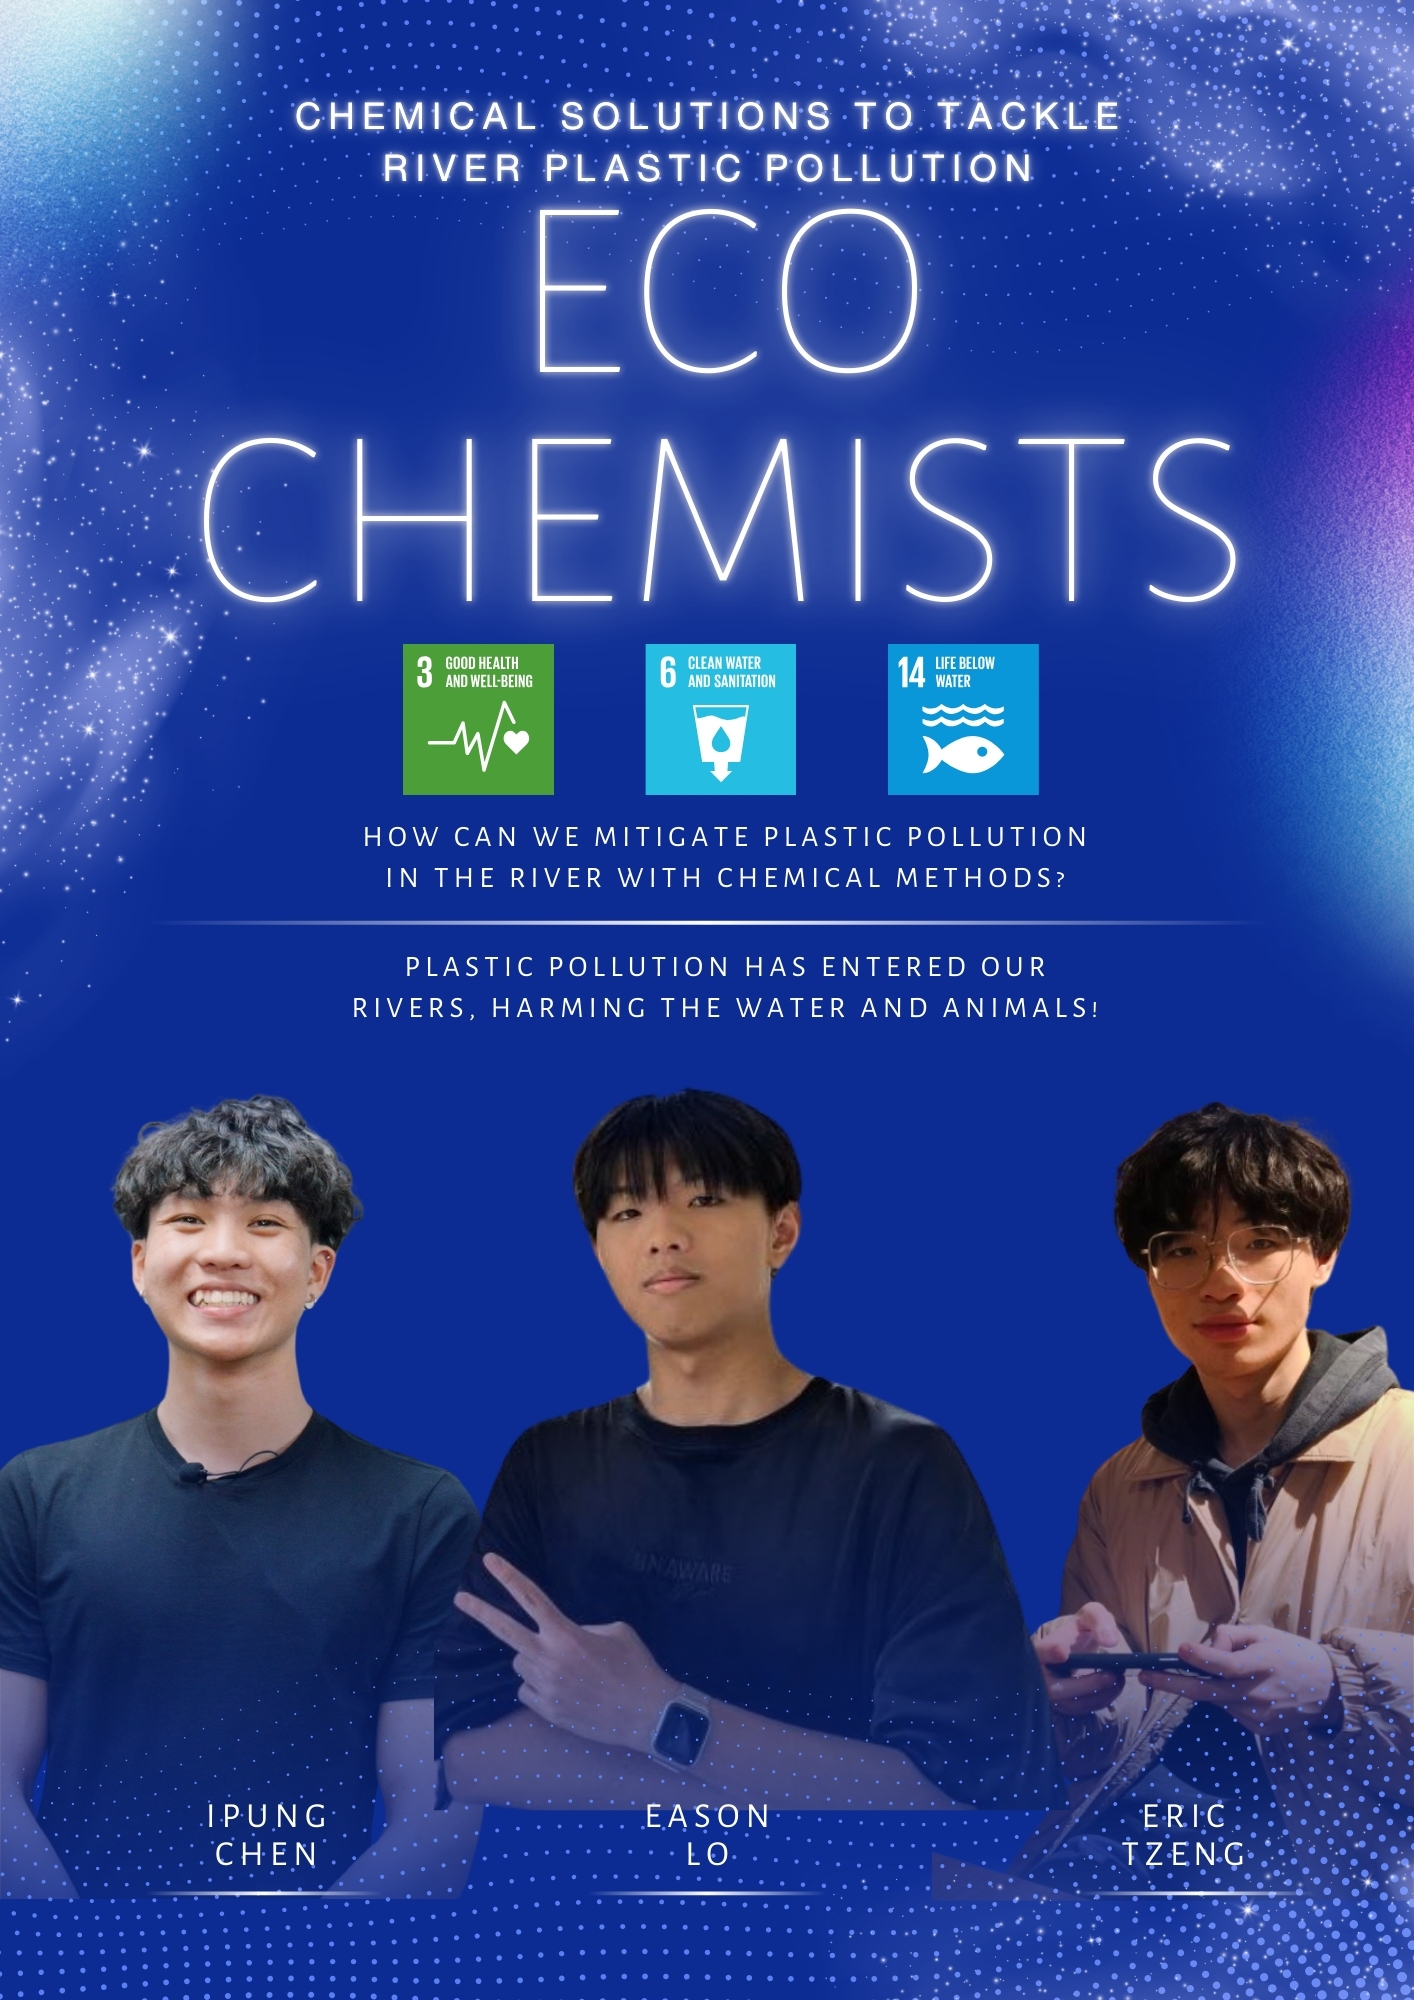 CHEMICAL SOLUTIONS TO TACKLE
RIVER PLASTIC POLLUTION
ECO
CHEMISTS
3 GOOD HEALTH
AND WELL-BEING
6 CLEAN WATER
AND SANITATION
14 LIFE BELOW
WATER
HOW CAN WE MITIGATE PLASTIC POLLUTION
IN THE RIVER WITH CHEMICAL METHODS?
PLASTIC POLLUTION HAS ENTERED OUR
RIVERS, HARMING THE WATER AND ANIMALS!
IPUNG
CHEN
EASON
LO
ERIC
TZENG